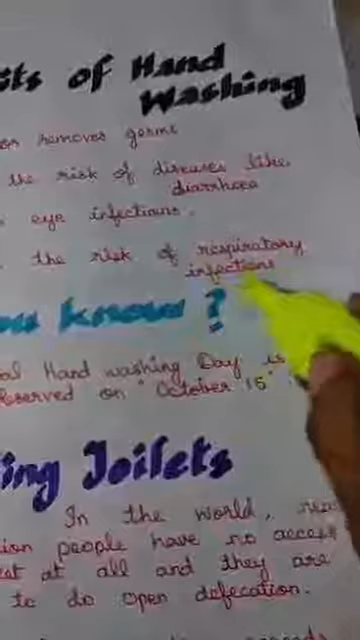 of Hand
Washing
removes germs
the risk of diseases like
diarrhoea
eye infections.
the risk of respiratory
infections
know ?
Hand washing Day is
on "October 15"
Toilets
In the world,
people have no access
at all and they are
to do open defecation.